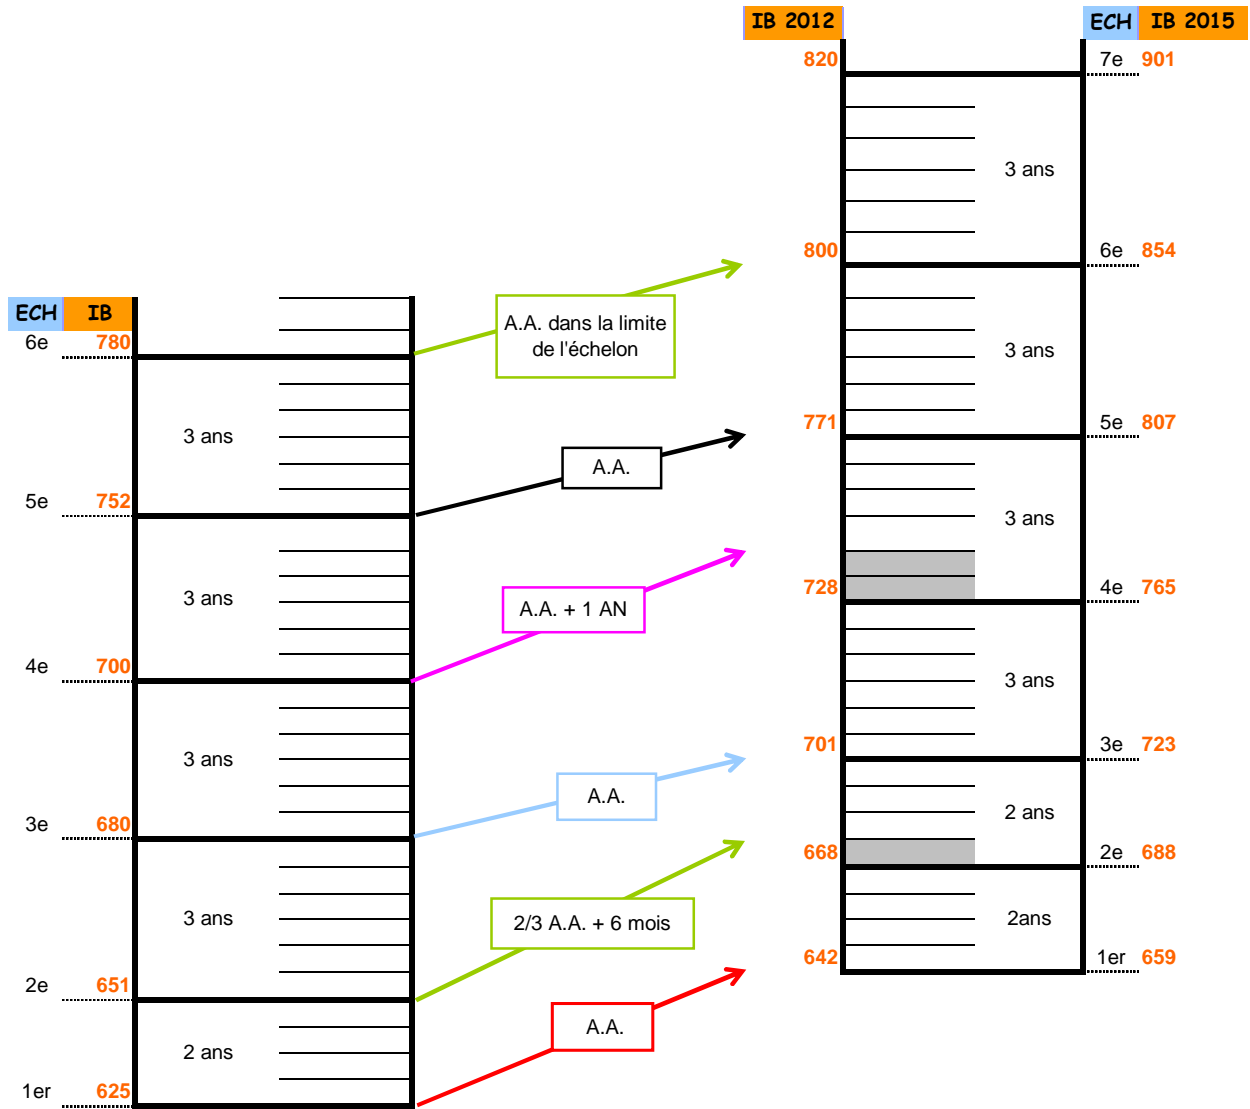 IB 2012 ECH IB 2015
820 7e 901
3 ans
800 6e 854
ECH IB
6e 780
A.A. dans la limite
de l'échelon
3 ans
771 5e 807
3 ans
A.A.
5e 752
3 ans
728 4e 765
3 ans
A.A. + 1 AN
4e 700
3 ans
701 3e 723
3 ans
A.A.
2 ans
3e 680
668 2e 688
3 ans
2/3 A.A. + 6 mois
2ans
642 1er 659
2e 651
A.A.
2 ans
1er 625